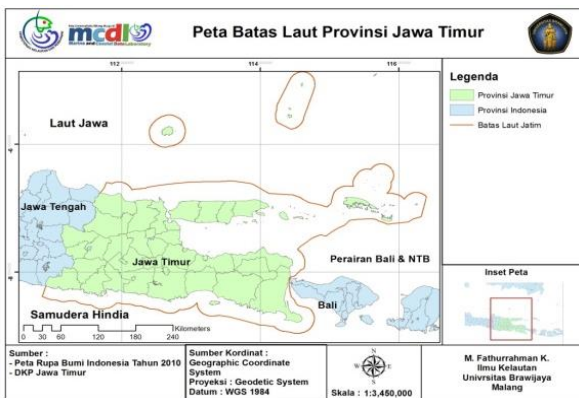 mcdl
Peta Batas Laut Provinsi Jawa Timur
112
114
116
Laut Jawa
Jawa Tengah
Jawa Timur
Perairan Bali & NTB
Bali
Samudera Hindia
Kilometers
0 30 60 120 180 240
Legenda
Provinsi Jawa Timur
Provinsi Indonesia
Batas Laut Jatim
Inset Peta
Sumber :
- Peta Rupa Bumi Indonesia Tahun 2010
- DKP Jawa Timur
Sumber Kordinat :
Geographic Coordinate
System
Proyeksi : Geodetic System
Datum : WGS 1984
Skala : 1:3,450,000
M. Fathurrahman K.
Ilmu Kelautan
Univrsitas Brawijaya
Malang